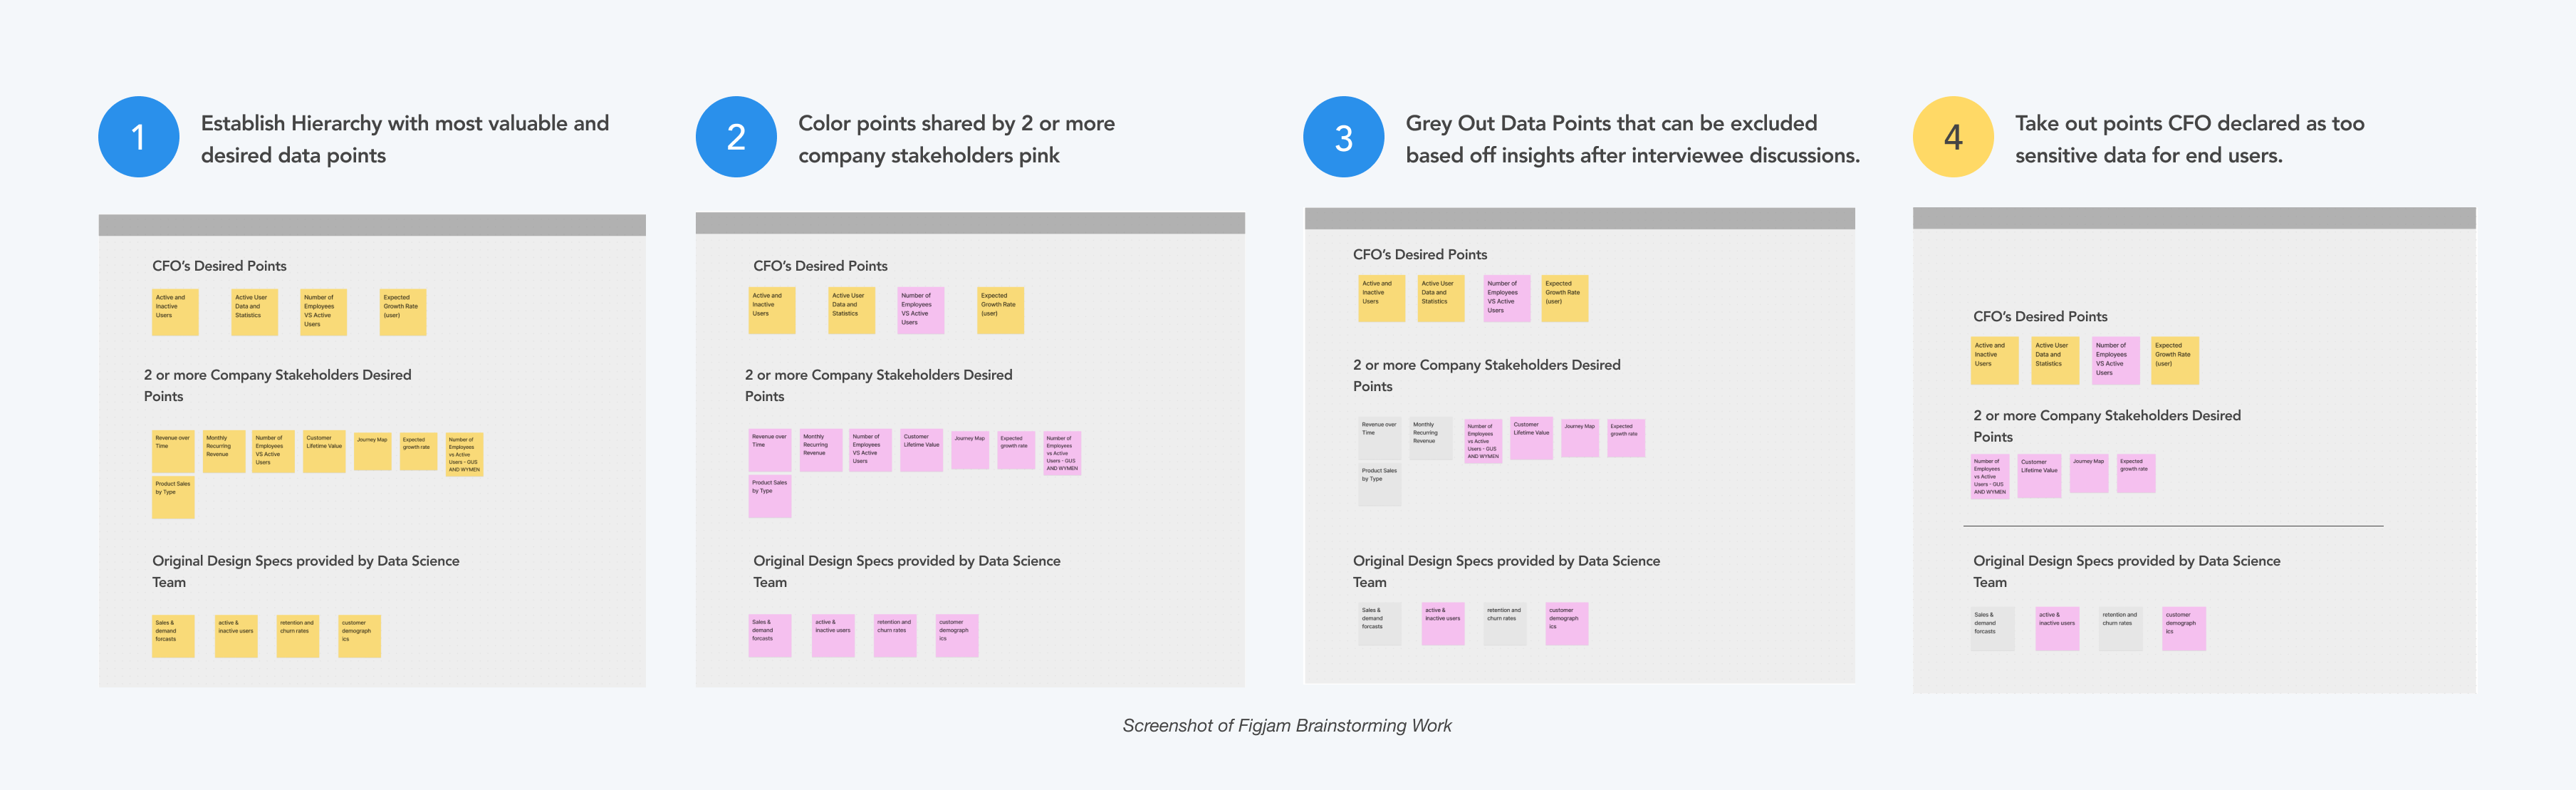 1
Establish Hierarchy with most valuable and
desired data points
CFO's Desired Points
Active and
Inactive
Users
Active User
Data and
Statistics
Number of
Employees
VS Active
Users
Expected
Growth Rate
(user)
2 or more Company Stakeholders Desired
Points
Revenue over
Time
Monthly
Recurring
Revenue
Number of
Employees
VS Active
Users
Customer
Lifetime Value
Journey Map
Expected
growth rate
Number of
Employees
vs Active
Users - GUS
AND WYMEN
Product Sales
by Type
Original Design Specs provided by Data Science
Team
Sales &
demand
forcasts
active &
inactive users
retention and
churn rates
customer
demograph
ics
2
Color points shared by 2 or more
company stakeholders pink
CFO's Desired Points
Active and
Inactive
Users
Active User
Data and
Statistics
Number of
Employees
VS Active
Users
Expected
Growth Rate
(user)
2 or more Company Stakeholders Desired
Points
Revenue over
Time
Monthly
Recurring
Revenue
Number of
Employees
VS Active
Users
Customer
Lifetime Value
Journey Map
Expected
growth rate
Number of
Employees
vs Active
Users - GUS
AND WYMEN
Product Sales
by Type
Original Design Specs provided by Data Science
Team
Sales &
demand
forcasts
active &
inactive users
retention and
churn rates
customer
demograph
ics
3
Grey Out Data Points that can be excluded
based off insights after interviewee discussions.
CFO's Desired Points
Active and
Inactive
Users
Active User
Data and
Statistics
Number of
Employees
VS Active
Users
Expected
Growth Rate
(user)
2 or more Company Stakeholders Desired
Points
Revenue over
Time
Monthly
Recurring
Revenue
Number of
Employees
vs Active
Users - GUS
AND WYMEN
Customer
Lifetime Value
Journey Map
Expected
growth rate
Product Sales
by Type
Original Design Specs provided by Data Science
Team
Sales &
demand
forcasts
active &
inactive users
retention and
churn rates
customer
demograph
ics
4
Take out points CFO declared as too
sensitive data for end users.
CFO's Desired Points
Active and
Inactive
Users
Active User
Data and
Statistics
Number of
Employees
VS Active
Users
Expected
Growth Rate
(user)
2 or more Company Stakeholders Desired
Points
Number of
Employees
vs Active
Users - GUS
AND WYMEN
Customer
Lifetime Value
Journey Map
Expected
growth rate
Original Design Specs provided by Data Science
Team
Sales &
demand
forcasts
active &
inactive users
retention and
churn rates
customer
demograph
ics
Screenshot of Figjam Brainstorming Work